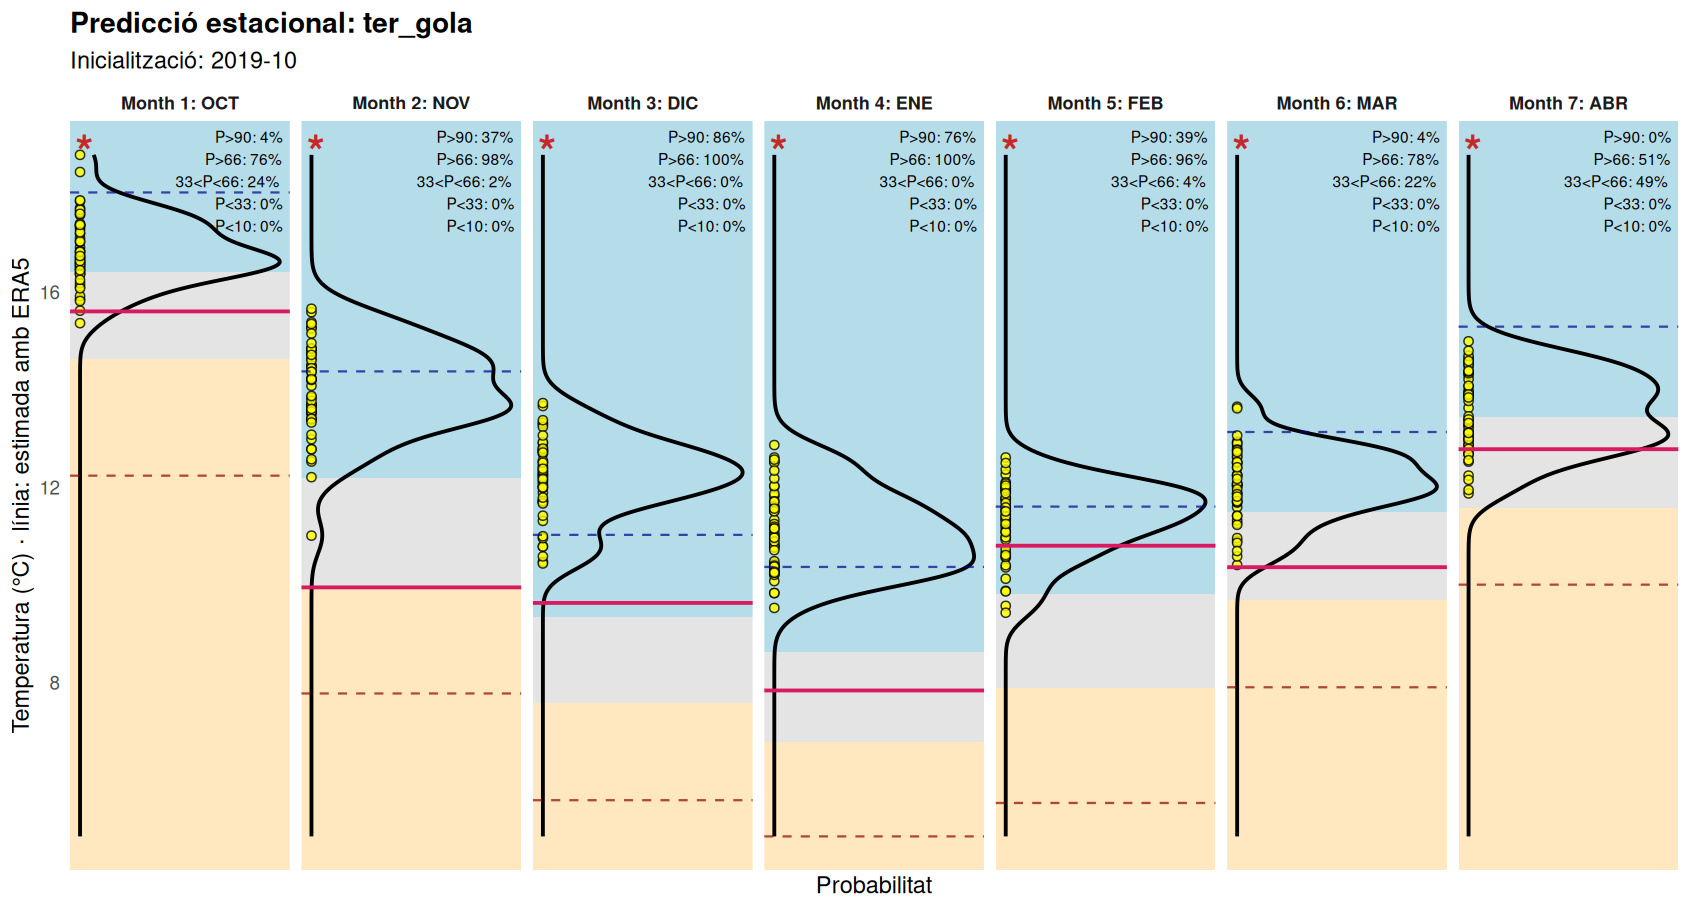 Predicció estacional: ter_gola
Inicialització: 2019-10
Month 1: OCT
Month 2: NOV
Month 3: DIC
Month 4: ENE
Month 5: FEB
Month 6: MAR
Month 7: ABR
P>90: 4%
P>66: 76%
33<P<66: 24%
P<33: 0%
P<10: 0%
P>90: 37%
P>66: 98%
33<P<66: 2%
P<33: 0%
P<10: 0%
P>90: 86%
P>66: 100%
33<P<66: 0%
P<33: 0%
P<10: 0%
P>90: 76%
P>66: 100%
33<P<66: 0%
P<33: 0%
P<10: 0%
P>90: 39%
P>66: 96%
33<P<66: 4%
P<33: 0%
P<10: 0%
P>90: 4%
P>66: 78%
33<P<66: 22%
P<33: 0%
P<10: 0%
P>90: 0%
P>66: 51%
33<P<66: 49%
P<33: 0%
P<10: 0%
Temperatura (°C) · línia: estimada amb ERA5
16
12
8
Probabilitat